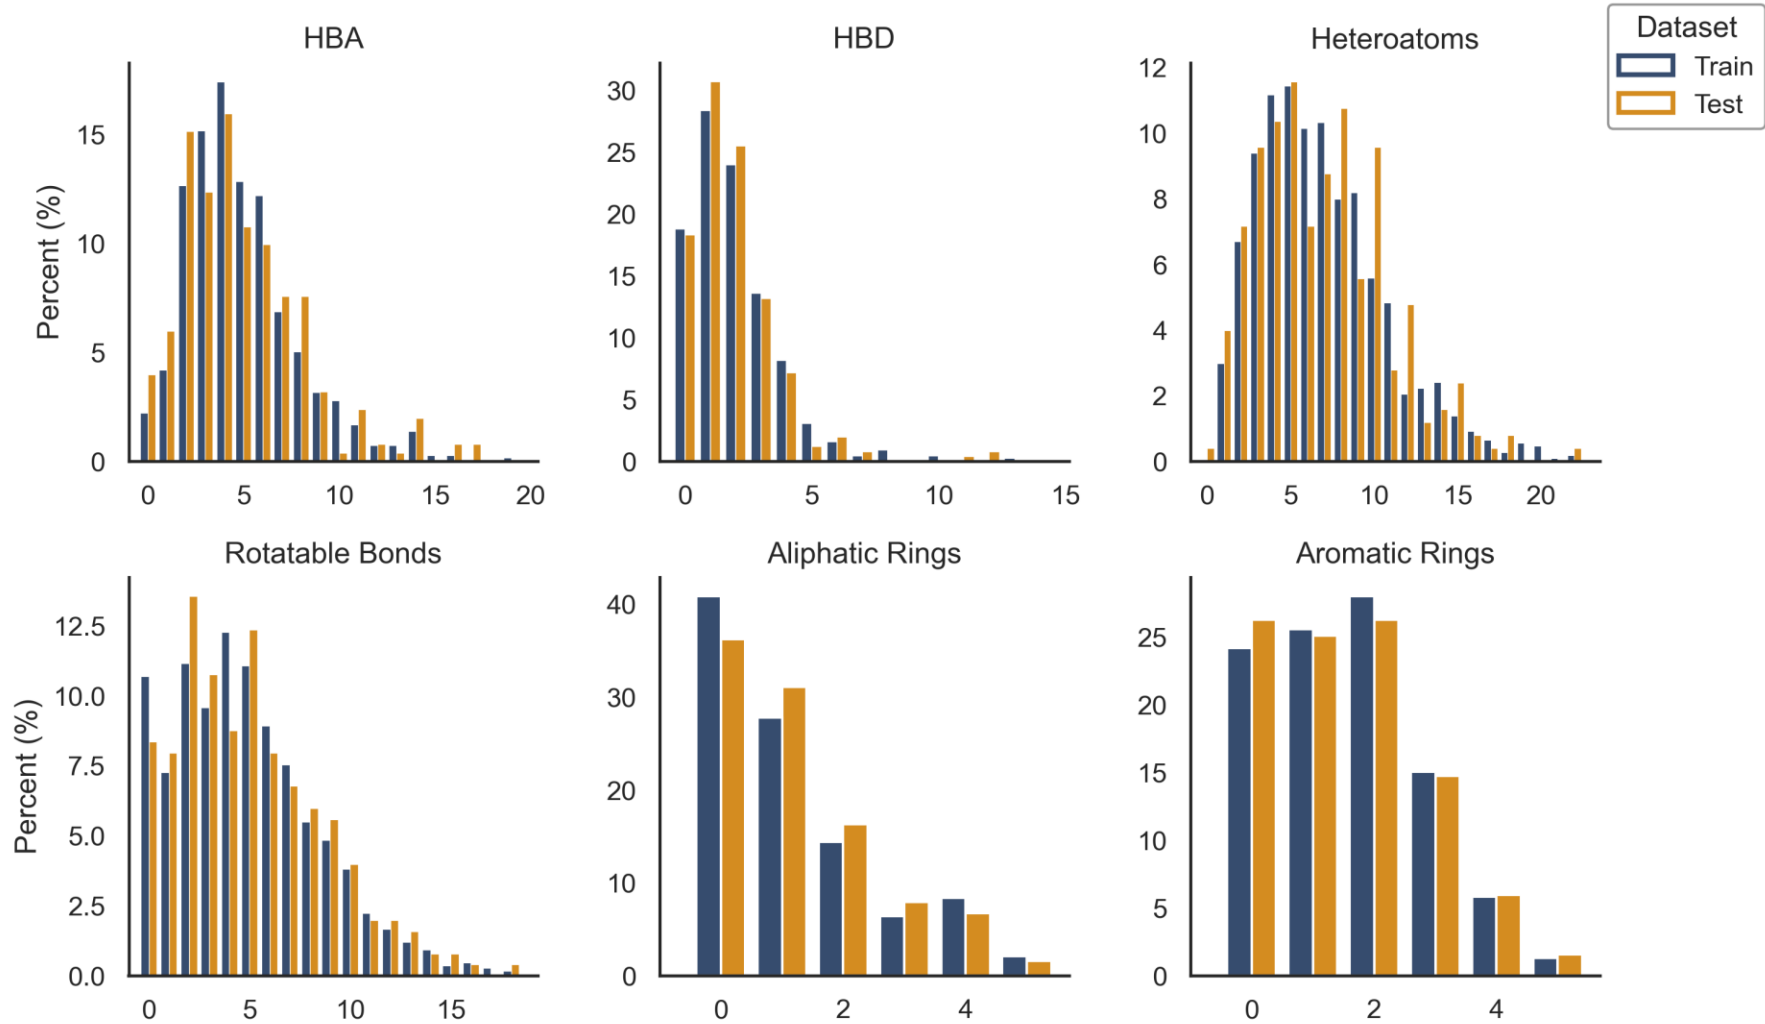 HBA
HBD
Heteroatoms
Dataset
Train
Test
Percent (%)
15
10
5
0
0 5 10 15 20
30
25
20
15
10
5
0
0 5 10 15
12
10
8
6
4
2
0
0 5 10 15 20
Rotatable Bonds
Aliphatic Rings
Aromatic Rings
Percent (%)
12.5
10.0
7.5
5.0
2.5
0.0
0 5 10 15
40
30
20
10
0
0 2 4
25
20
15
10
5
0
0 2 4